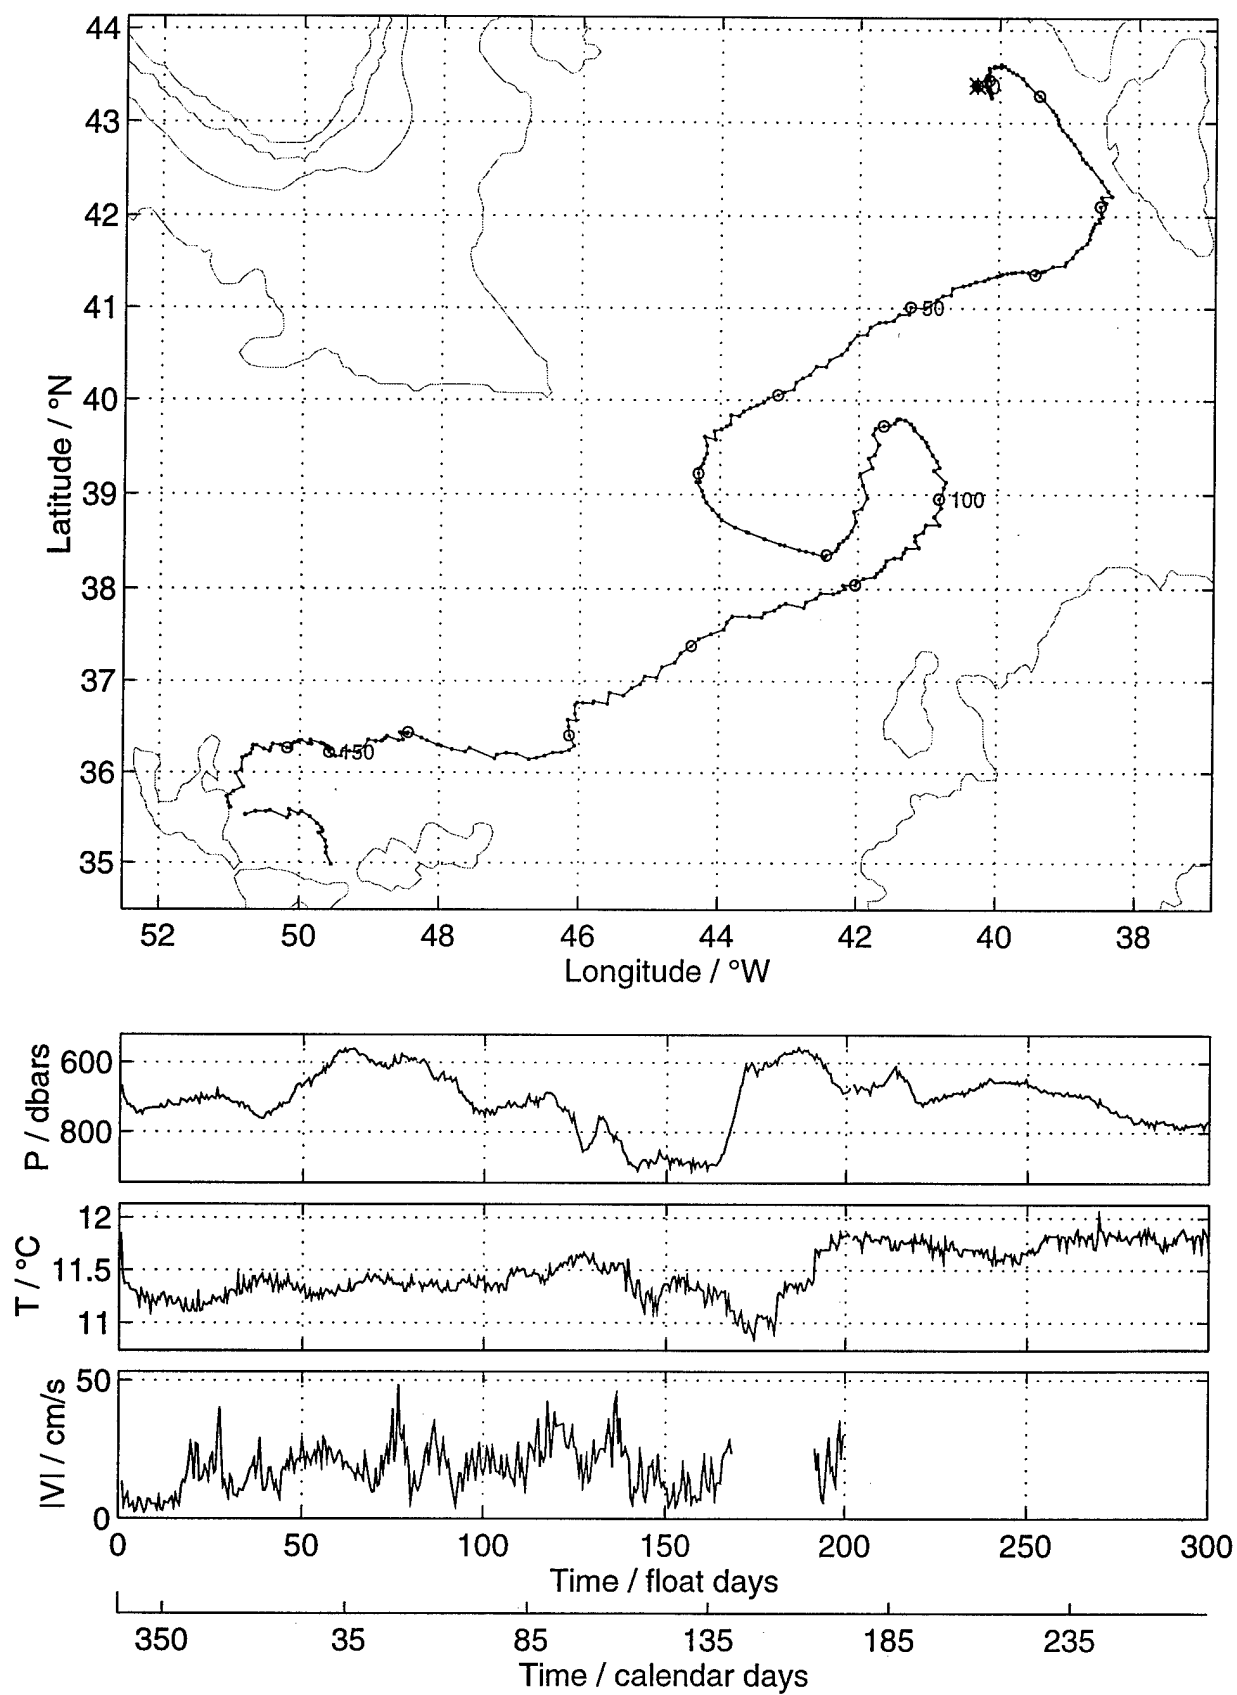 44
43
42
41
40
39
38
37
36
35
Latitude / °N
0
50
100
150
52 50 48 46 44 42 40 38
Longitude / °W
600
800
P / dbars
12
11.5
11
T / °C
50
0
|V| / cm/s
0 50 100 150 200 250 300
Time / float days
350 35 85 135 185 235
Time / calendar days